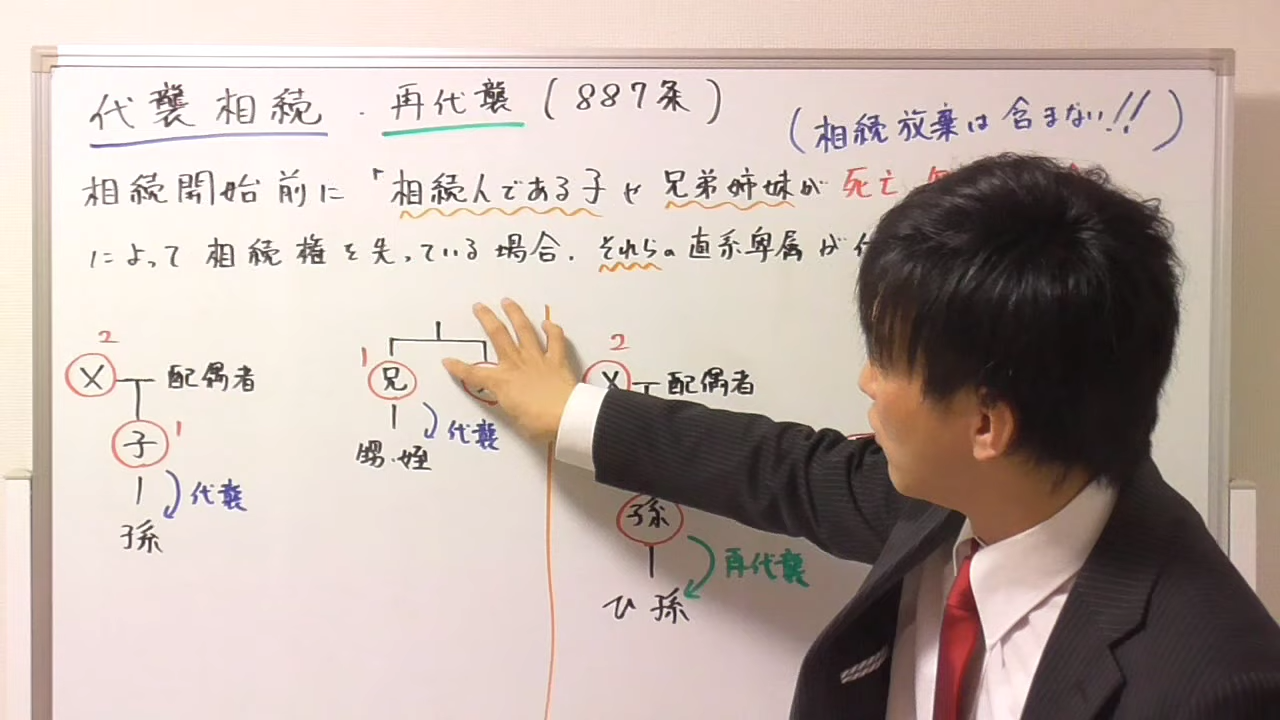 代襲相続・再代襲(887条)
(相続放棄は含まない!!)
相続開始前に「相続人である子や兄弟姉妹が死亡
によって相続権を失っている場合、それらの直系卑属が
2
X 配偶者
子 1
代襲
孫
1
兄
代襲
甥・姪
2
X 配偶者
孫
再代襲
ひ孫